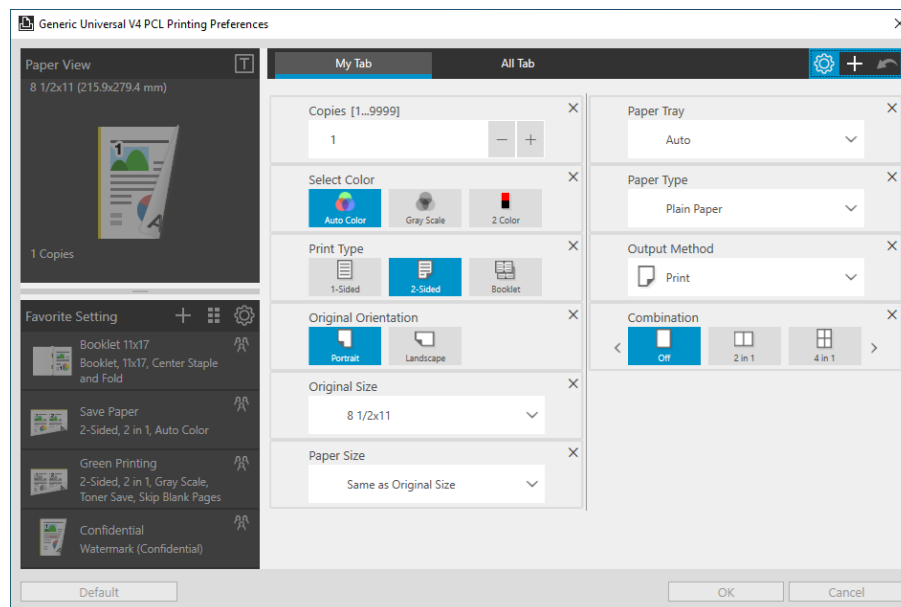 Generic Universal V4 PCL Printing Preferences
Paper View
T
8 1/2x11 (215.9x279.4 mm)
1
A
1 Copies
Favorite Setting
Booklet 11x17
Booklet, 11x17, Center Staple
and Fold
Save Paper
2-Sided, 2 in 1, Auto Color
Green Printing
2-Sided, 2 in 1, Gray Scale,
Toner Save, Skip Blank Pages
Confidential
Watermark (Confidential)
My Tab
All Tab
Copies [1...9999]
1
Select Color
Auto Color
Gray Scale
2 Color
Print Type
1-Sided
2-Sided
Booklet
Original Orientation
Portrait
Landscape
Original Size
8 1/2x11
Paper Size
Same as Original Size
Paper Tray
Auto
Paper Type
Plain Paper
Output Method
Print
Combination
Off
2 in 1
4 in 1
Default
OK
Cancel